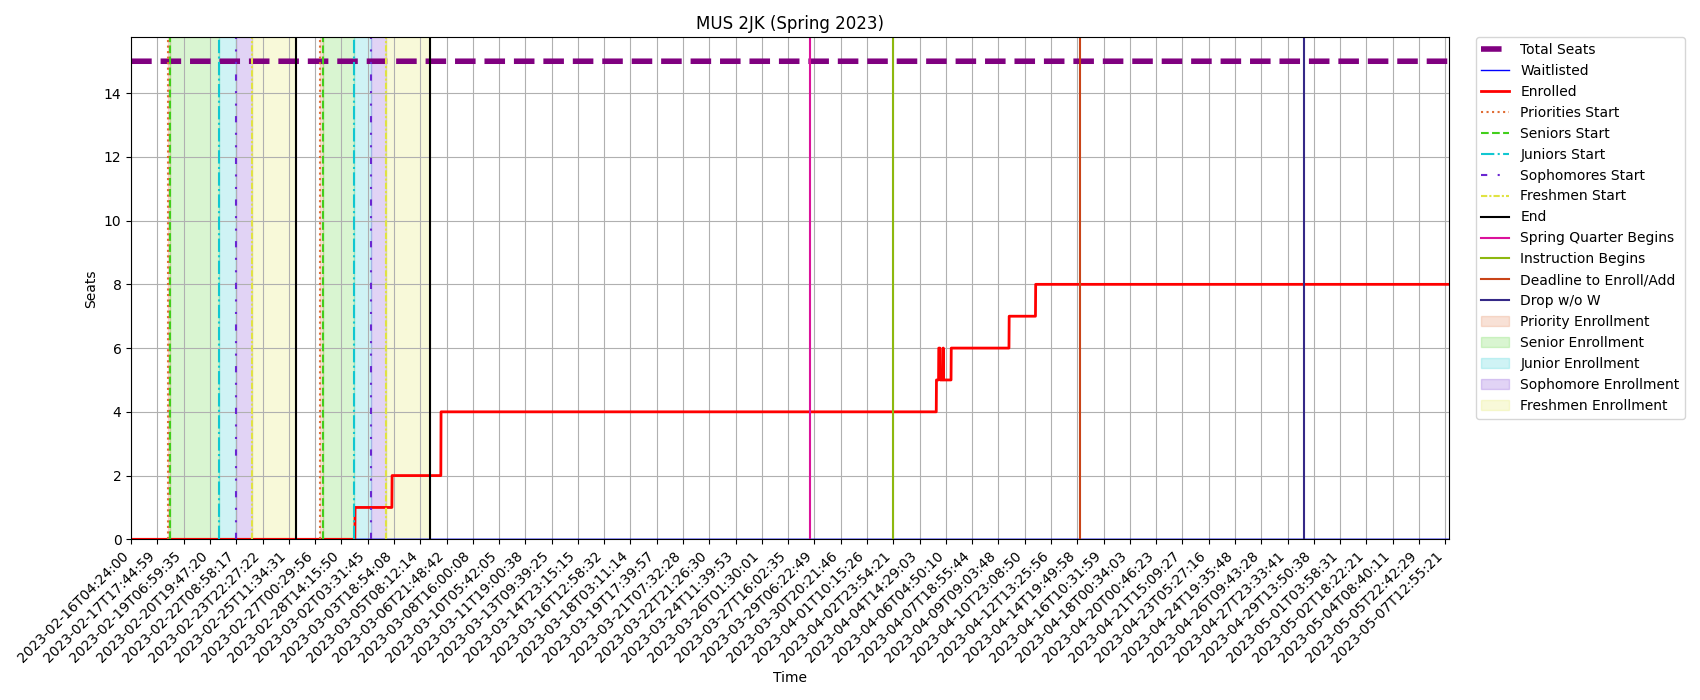 MUS 2JK (Spring 2023)
Seats
14
12
10
8
6
4
2
0
2023-02-16T04:24:00
2023-02-17T17:44:59
2023-02-19T06:59:35
2023-02-20T19:47:20
2023-02-22T08:58:17
2023-02-23T22:27:22
2023-02-25T11:34:31
2023-02-27T00:29:56
2023-02-28T14:15:50
2023-03-02T03:31:45
2023-03-03T18:54:08
2023-03-05T08:12:14
2023-03-06T21:48:42
2023-03-08T16:00:08
2023-03-10T05:42:05
2023-03-11T19:00:38
2023-03-13T09:39:25
2023-03-14T23:15:15
2023-03-16T12:58:32
2023-03-18T03:11:14
2023-03-19T17:39:57
2023-03-21T07:32:28
2023-03-22T21:26:30
2023-03-24T11:39:53
2023-03-26T01:30:01
2023-03-27T16:02:35
2023-03-29T06:22:49
2023-03-30T20:21:46
2023-04-01T10:15:26
2023-04-02T23:54:21
2023-04-04T14:29:03
2023-04-06T04:50:10
2023-04-07T18:55:44
2023-04-09T09:03:48
2023-04-10T23:08:50
2023-04-12T13:25:56
2023-04-14T19:49:58
2023-04-16T10:31:59
2023-04-18T00:34:03
2023-04-20T00:46:23
2023-04-21T15:09:27
2023-04-23T05:27:16
2023-04-24T19:35:48
2023-04-26T09:43:28
2023-04-27T23:33:41
2023-04-29T13:50:38
2023-05-01T03:58:31
2023-05-02T18:22:21
2023-05-04T08:40:11
2023-05-05T22:42:29
2023-05-07T12:55:21
Time
Total Seats
Waitlisted
Enrolled
Priorities Start
Seniors Start
Juniors Start
Sophomores Start
Freshmen Start
End
Spring Quarter Begins
Instruction Begins
Deadline to Enroll/Add
Drop w/o W
Priority Enrollment
Senior Enrollment
Junior Enrollment
Sophomore Enrollment
Freshmen Enrollment